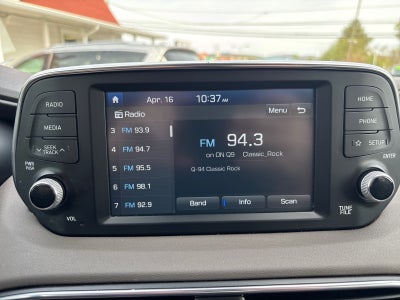 Apr. 16 10:37 AM
RADIO
HOME
Radio
Menu
MEDIA
3 FM 93.9
PHONE
4 FM 94.7
FM 94.3
SEEK
TRACK
SETUP
5 FM 95.5
on ON Q9 Classic_Rock
PWR
PUSH
ENTER
6 FM 98.1
Q-94 Classic Rock
7 FM 92.9
Band
Info
Scan
VOL
TUNE
FILE